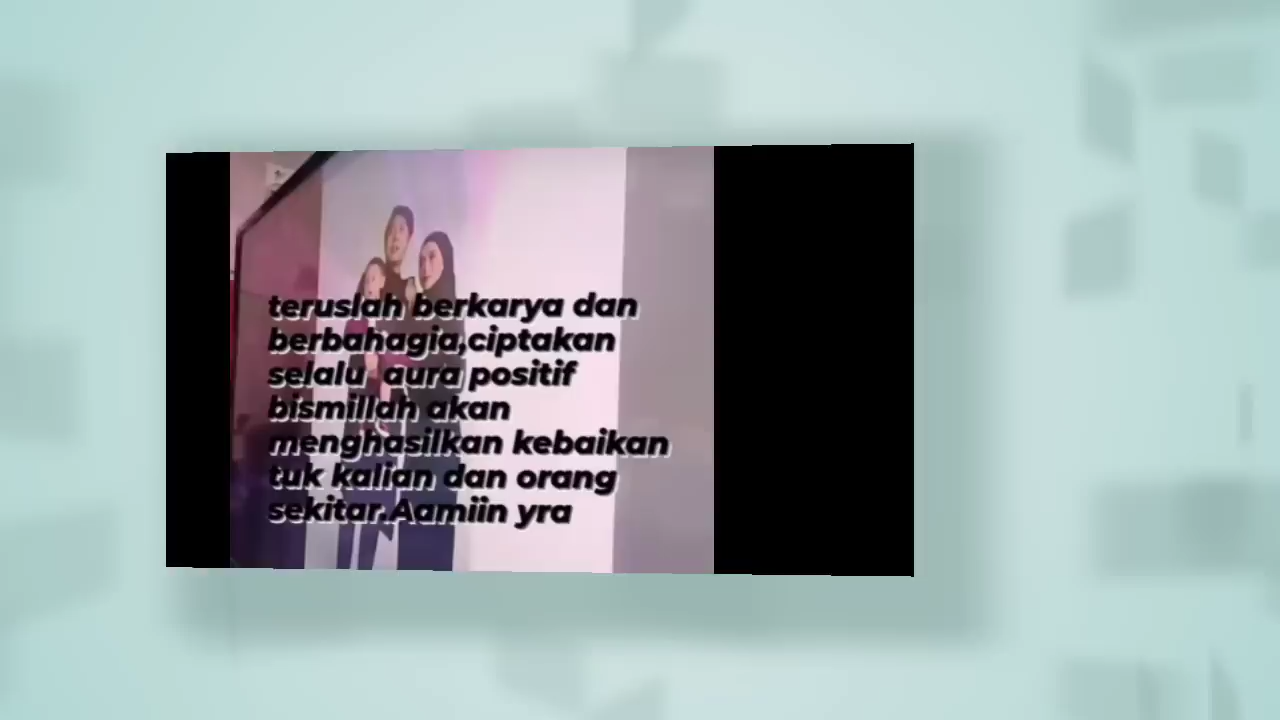 teruslah berkarya dan
berbahagia,ciptakan
selalu  aura positif
bismillah akan
menghasilkan kebaikan
tuk kalian dan orang
sekitar.Aamiin yra